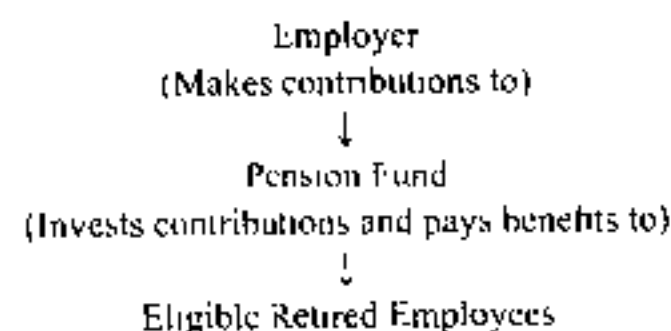 Employer
(Makes contributions to)
↓
Pension Fund
(Invests contributions and pays benefits to)
↓
Eligible Retired Employees